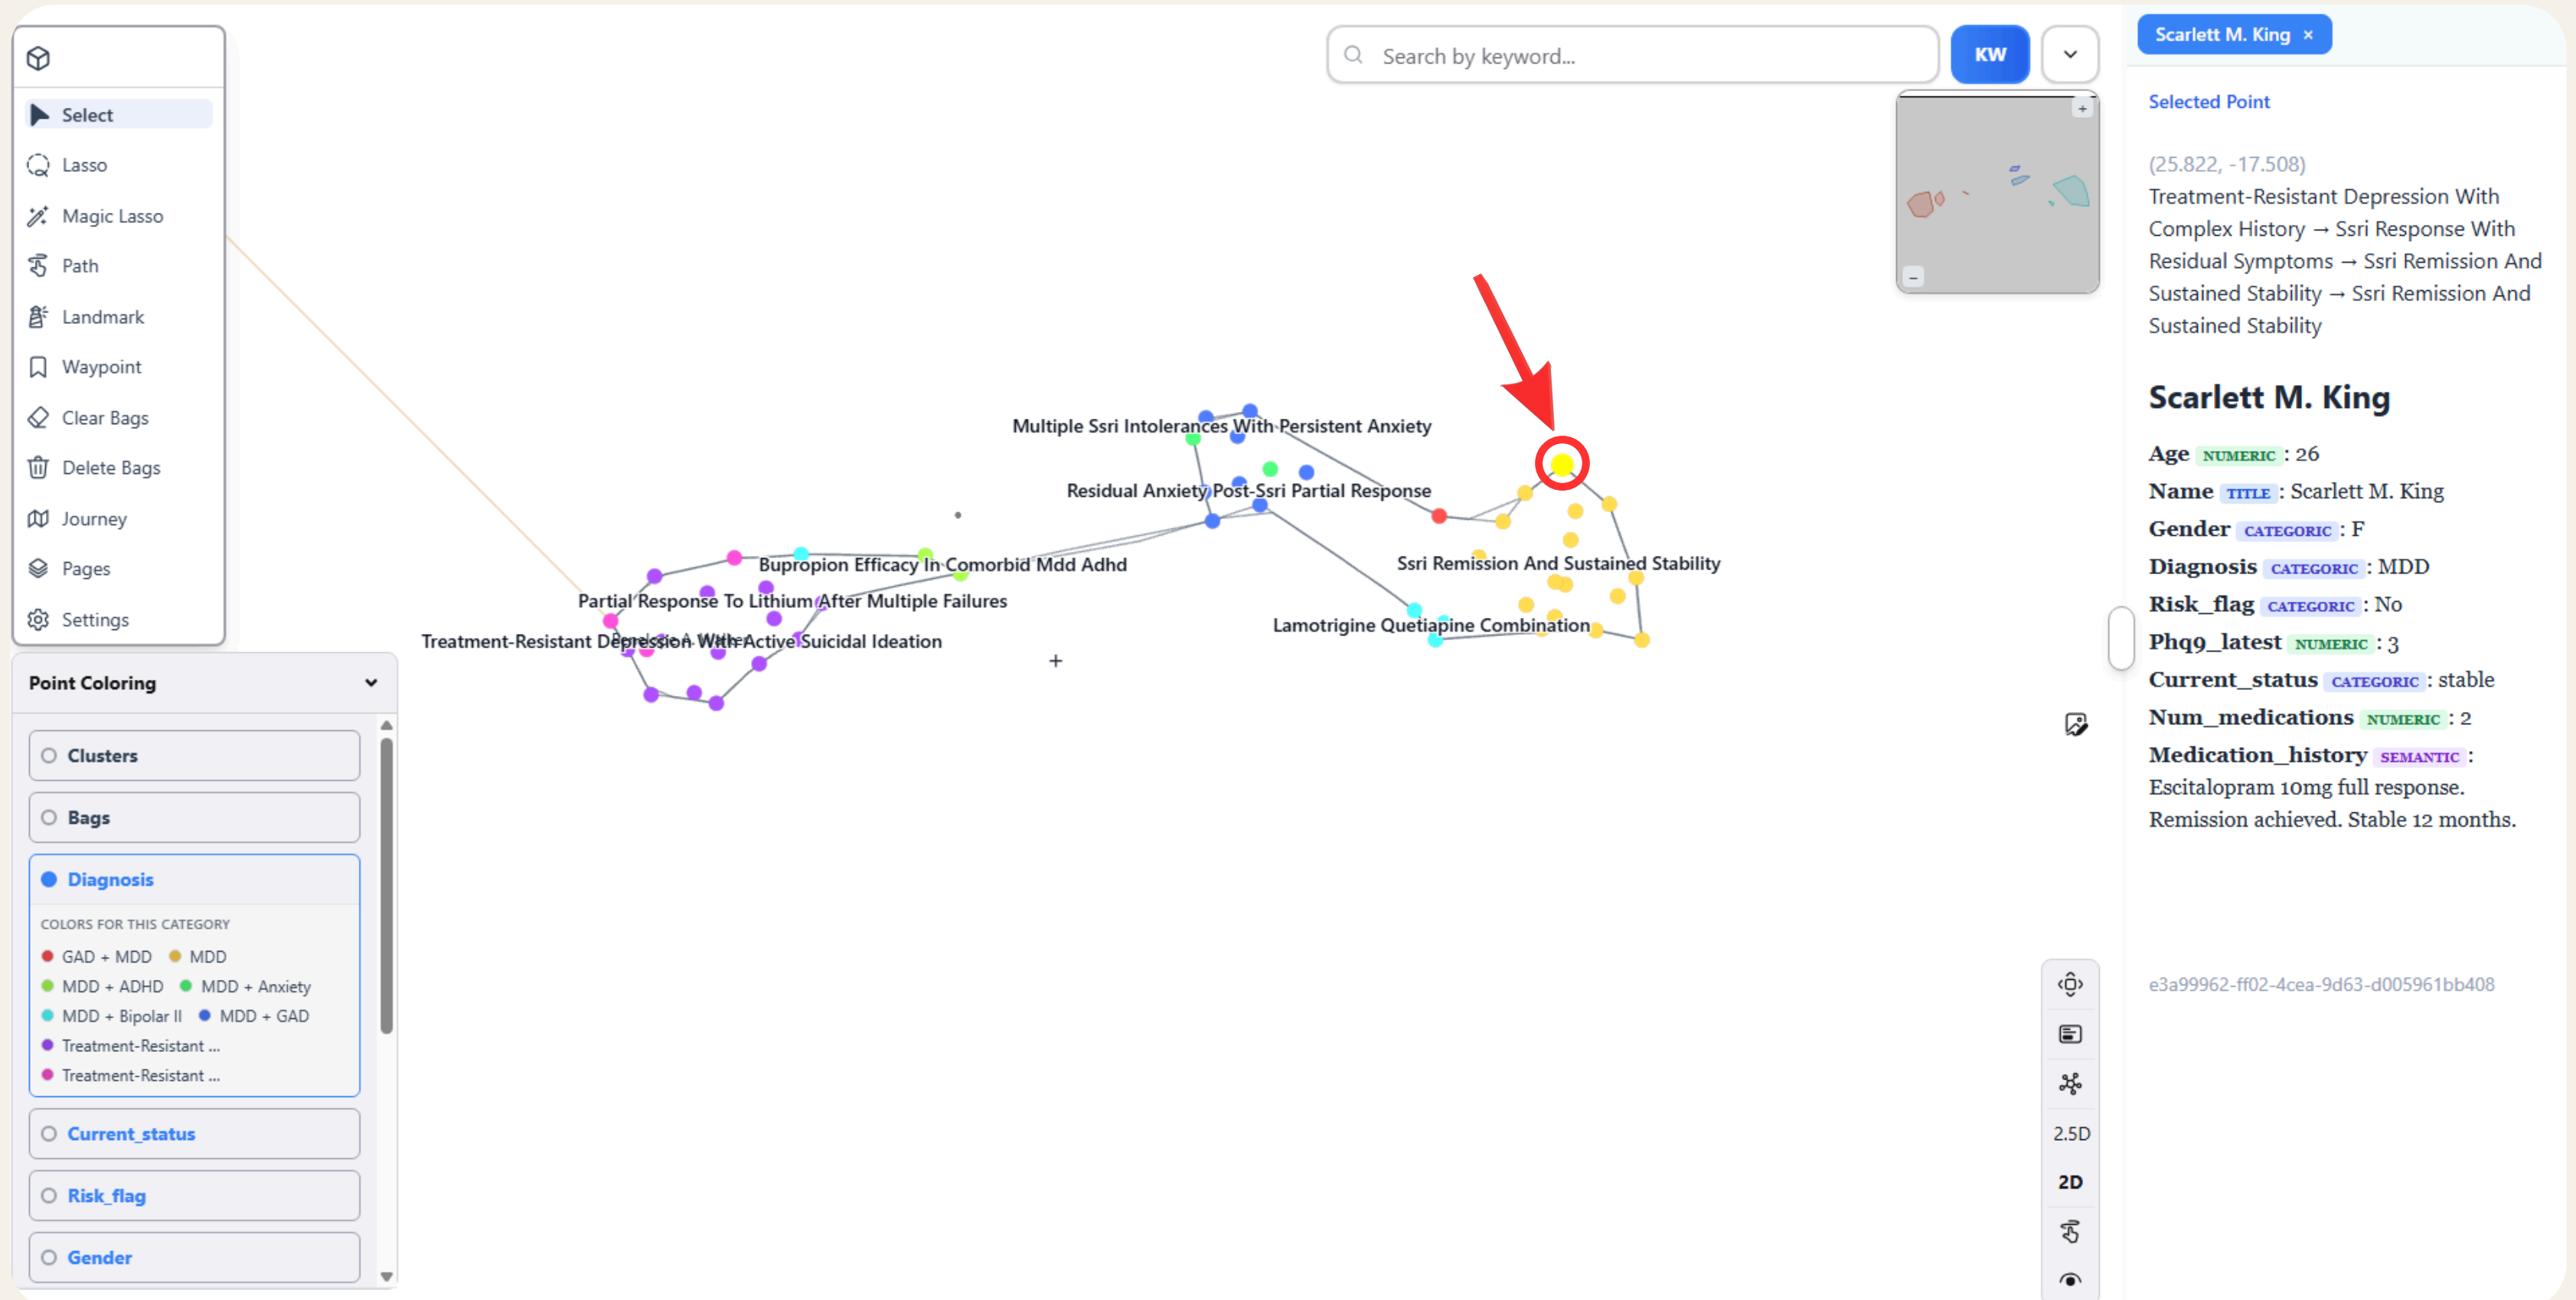 Select
Lasso
Magic Lasso
Path
Landmark
Waypoint
Clear Bags
Delete Bags
Journey
Pages
Settings
Point Coloring
Clusters
Bags
Diagnosis
COLORS FOR THIS CATEGORY
GAD + MDD MDD
MDD + ADHD MDD + Anxiety
MDD + Bipolar II MDD + GAD
Treatment-Resistant ...
Treatment-Resistant ...
Current_status
Risk_flag
Gender
Search by keyword...
KW
+
−
Multiple Ssri Intolerances With Persistent Anxiety
Residual Anxiety Post-Ssri Partial Response
Bupropion Efficacy In Comorbid Mdd Adhd
Ssri Remission And Sustained Stability
Partial Response To Lithium After Multiple Failures
Lamotrigine Quetiapine Combination
Treatment-Resistant Depression With Active Suicidal Ideation
2.5D
2D
Scarlett M. King ×
Selected Point
(25.822, -17.508)
Treatment-Resistant Depression With
Complex History → Ssri Response With
Residual Symptoms → Ssri Remission And
Sustained Stability → Ssri Remission And
Sustained Stability
Scarlett M. King
Age NUMERIC : 26
Name TITLE : Scarlett M. King
Gender CATEGORIC : F
Diagnosis CATEGORIC : MDD
Risk_flag CATEGORIC : No
Phq9_latest NUMERIC : 3
Current_status CATEGORIC : stable
Num_medications NUMERIC : 2
Medication_history SEMANTIC :
Escitalopram 10mg full response.
Remission achieved. Stable 12 months.
e3a99962-ff02-4cea-9d63-d005961bb408